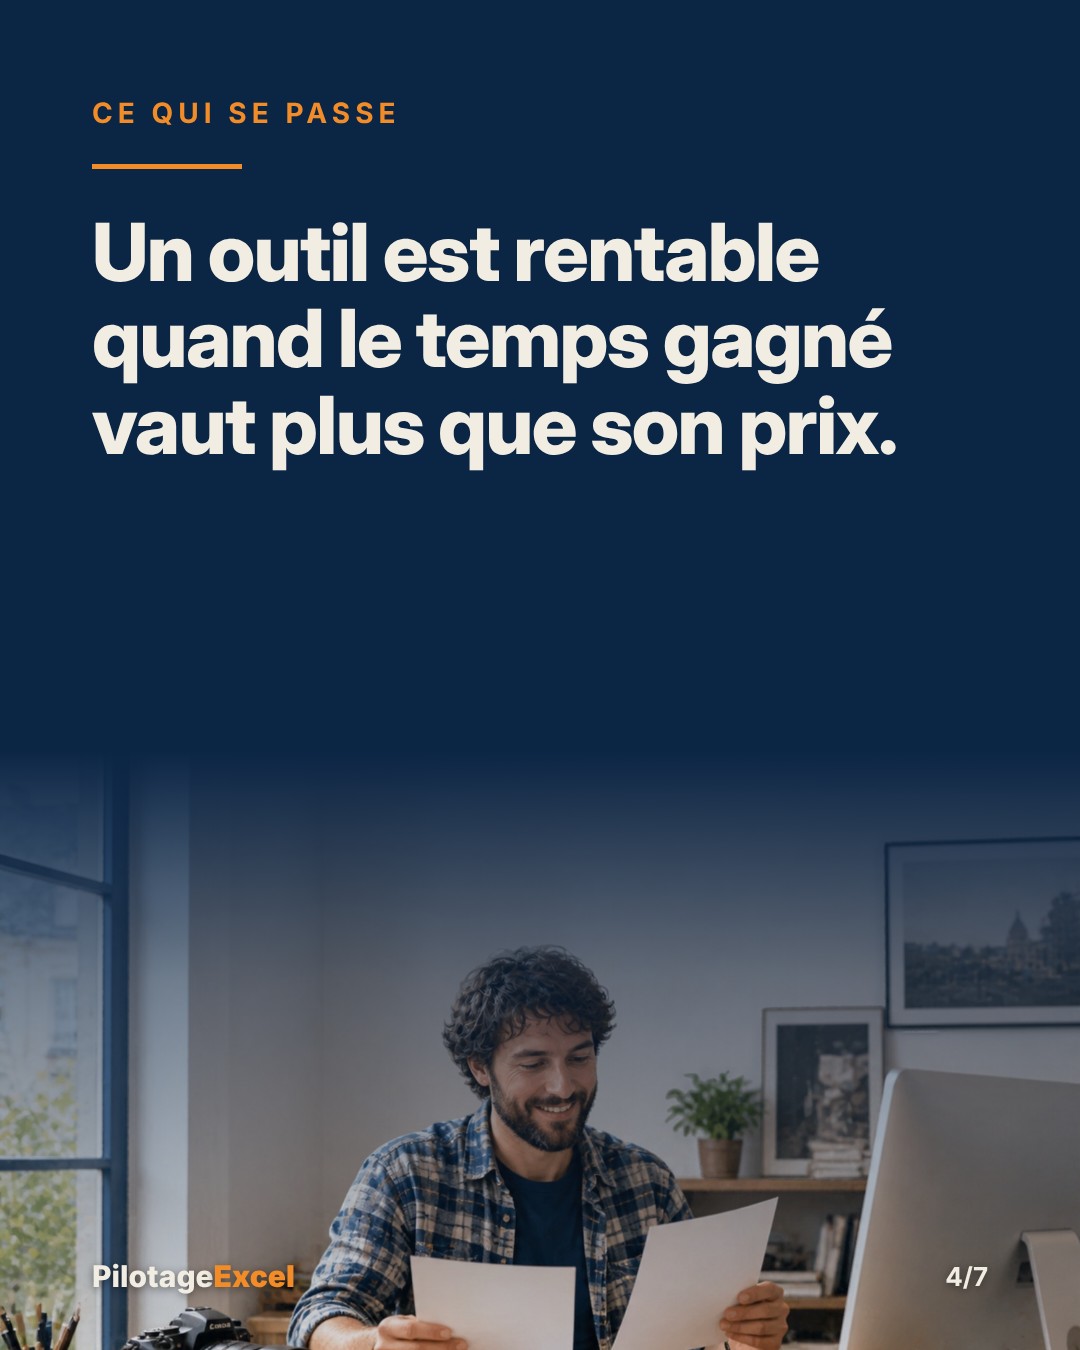 CE QUI SE PASSE
Un outil est rentable
quand le temps gagné
vaut plus que son prix.
PilotageExcel
4/7
Canon